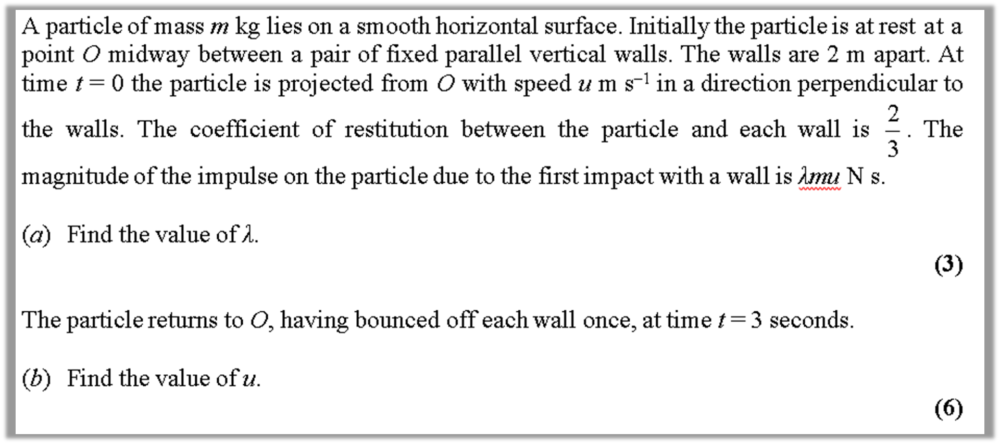 A particle of mass m kg lies on a smooth horizontal surface. Initially the particle is at rest at a
point O midway between a pair of fixed parallel vertical walls. The walls are 2 m apart. At
time t = 0 the particle is projected from O with speed u m s⁻¹ in a direction perpendicular to
the walls. The coefficient of restitution between the particle and each wall is 2/3. The
magnitude of the impulse on the particle due to the first impact with a wall is λmu N s.
(a) Find the value of λ.
(3)
The particle returns to O, having bounced off each wall once, at time t = 3 seconds.
(b) Find the value of u.
(6)